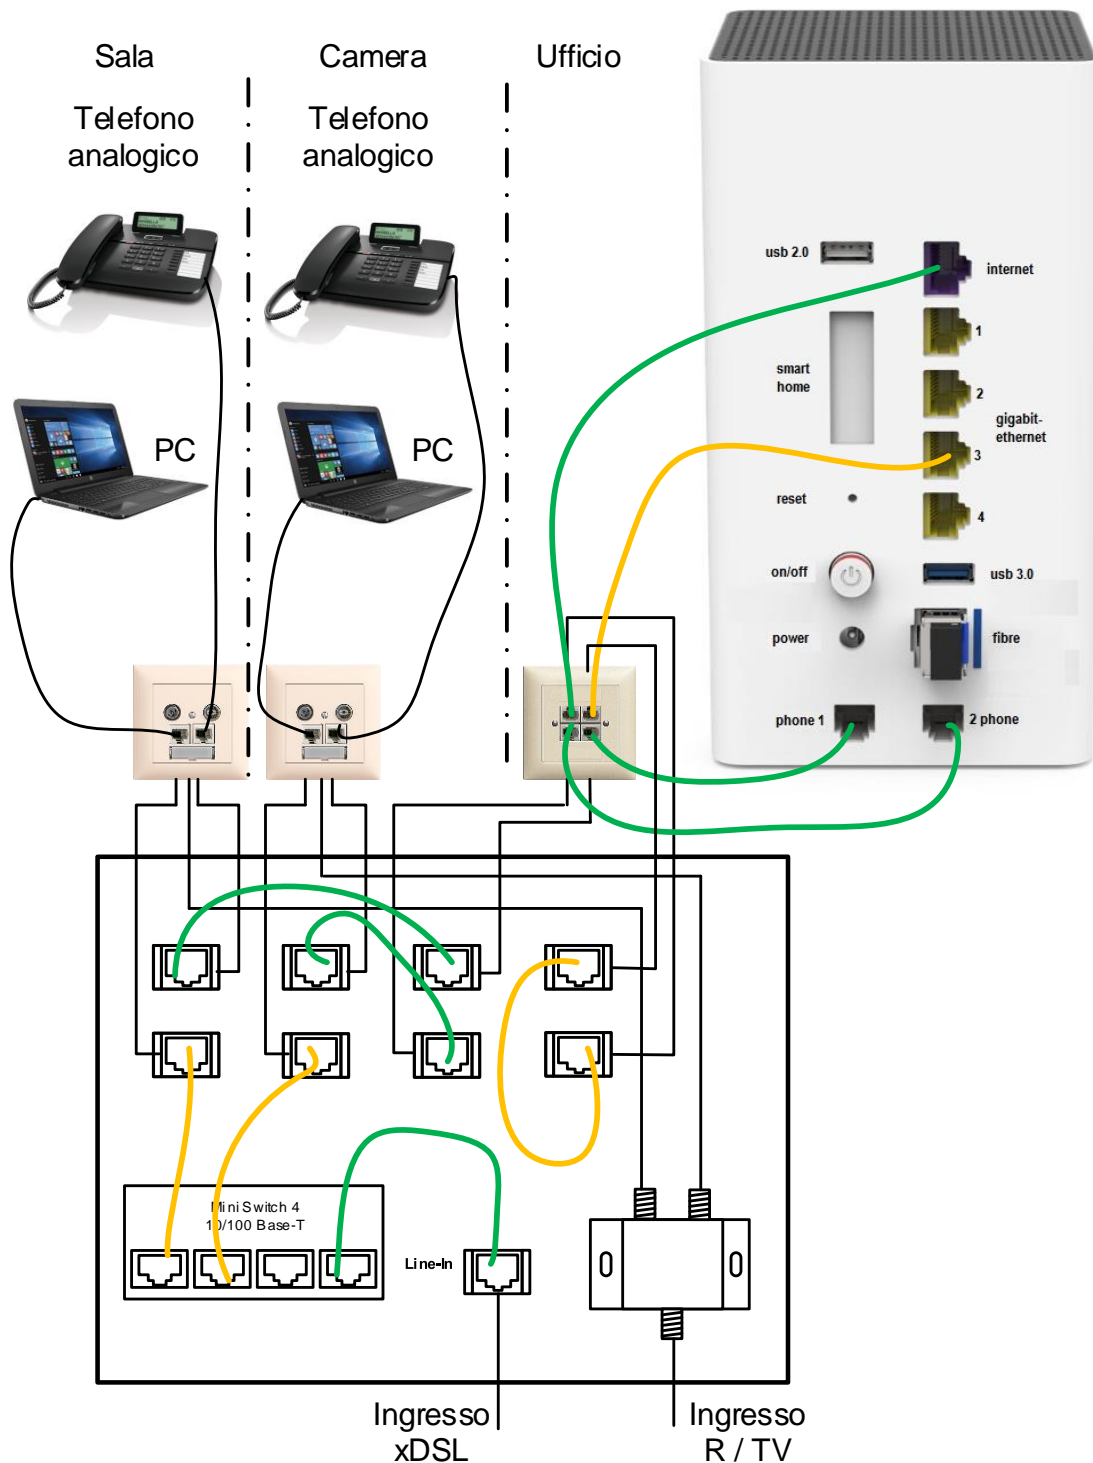 Sala
Camera
Ufficio
Telefono
analogico
Telefono
analogico
PC
PC
usb 2.0
internet
1
smart
home
2
gigabit-
ethernet
3
reset
4
on/off
usb 3.0
power
fibre
phone 1
2 phone
Mini Switch 4
10/100 Base-T
Line-In
Ingresso
xDSL
Ingresso
R / TV